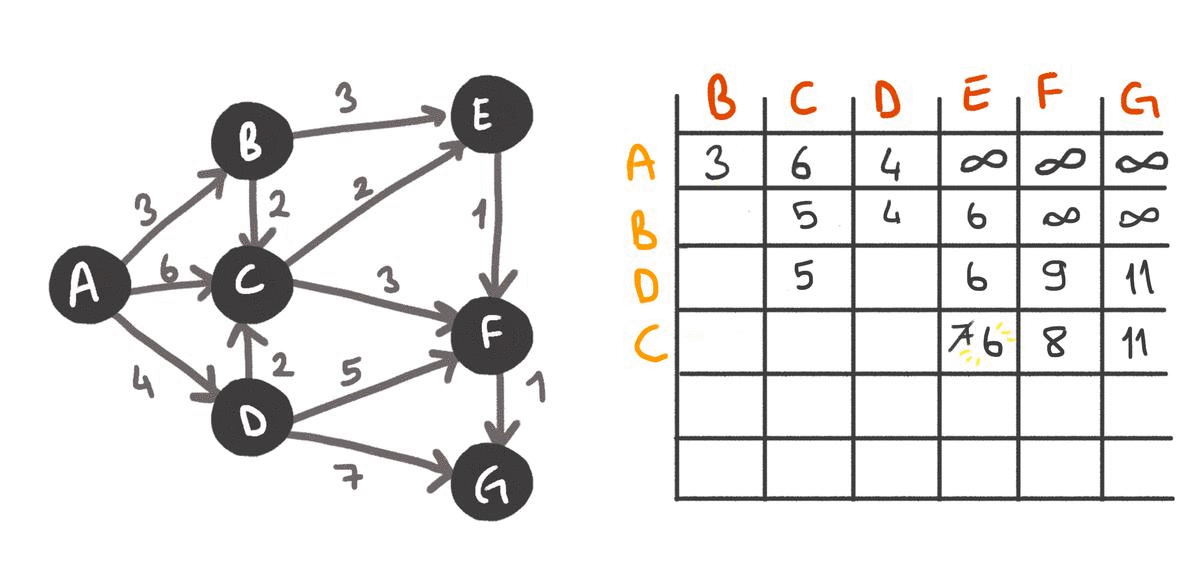 3
E
B
3
2
2
1
A
6
C
3
F
4
2
5
1
D
7
G
B C D E F G
A 3 6 4 ∞ ∞ ∞
B 5 4 6 ∞ ∞
D 5 6 9 11
C 7 6 8 11